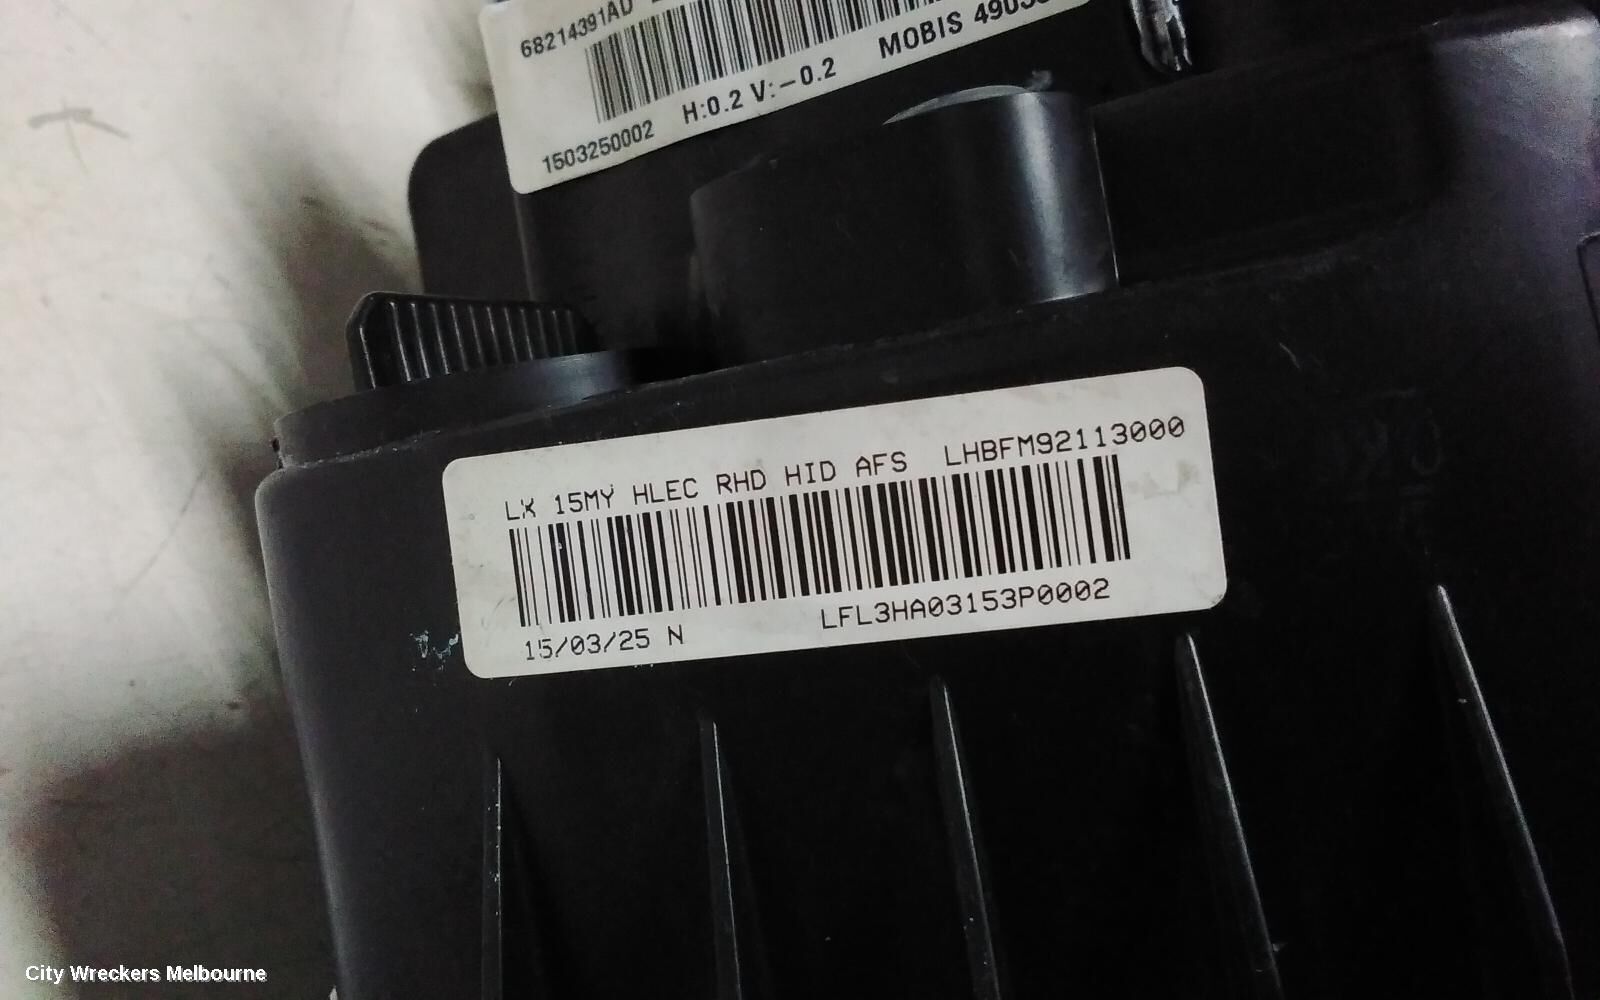 68214391AD
H:0.2 V:-0.2 MOBIS
1503250002
LX 15MY HLEC RHD HID AFS LHBFM92113000
15/03/25 N LFL3HA03153P0002
City Wreckers Melbourne